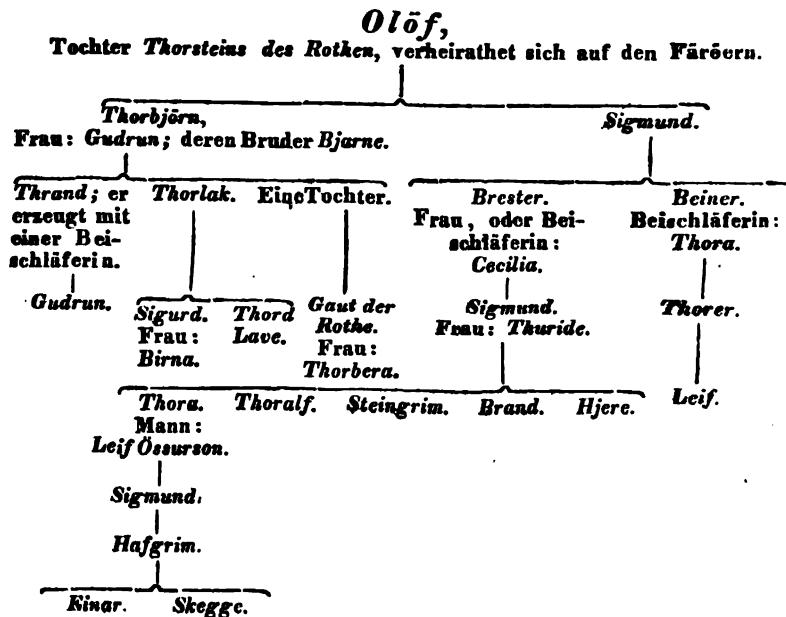 Olöf,
Tochter Thorsteins des Rothen, verheirathet sich auf den Färöern.
Thorbjörn,
Frau: Gudrun; deren Bruder Bjarne.
Sigmund.
Thrand; er
erzeugt mit
einer Bei-
schläferin.
Gudrun.
Thorlak.
Eine Tochter.
Brester.
Frau, oder Bei-
schläferin:
Cecilia.
Beiner.
Beischläferin:
Thora.
Sigurd.
Frau:
Birna.
Thord
Lave.
Gaut der
Rothe.
Frau:
Thorbera.
Sigmund.
Frau: Thuride.
Thorer.
Leif.
Thora.
Mann:
Leif Össurson.
Thoralf.
Steingrim.
Brand.
Hjere.
Sigmund.
Hafgrim.
Einar.
Skegge.